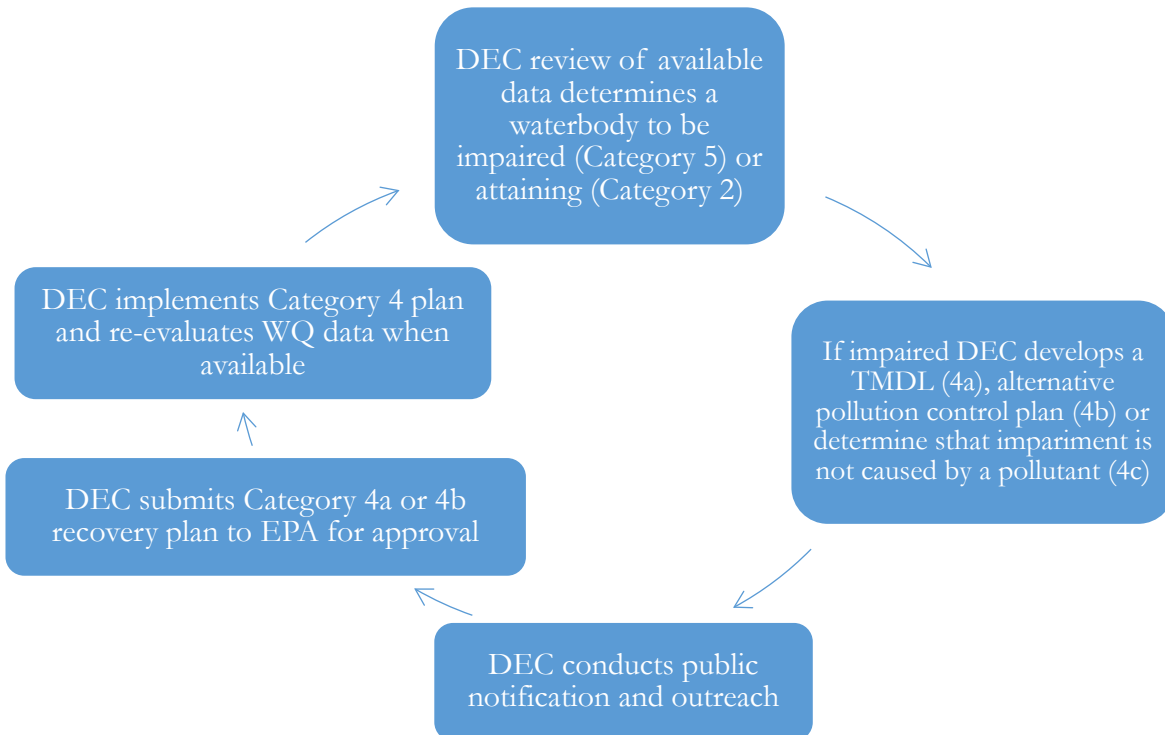 DEC review of available
data determines a
waterbody to be
impaired (Category 5) or
attaining (Category 2)
If impaired DEC develops a
TMDL (4a), alternative
pollution control plan (4b) or
determine sthat impariment is
not caused by a pollutant (4c)
DEC conducts public
notification and outreach
DEC submits Category 4a or 4b
recovery plan to EPA for approval
DEC implements Category 4 plan
and re-evaluates WQ data when
available